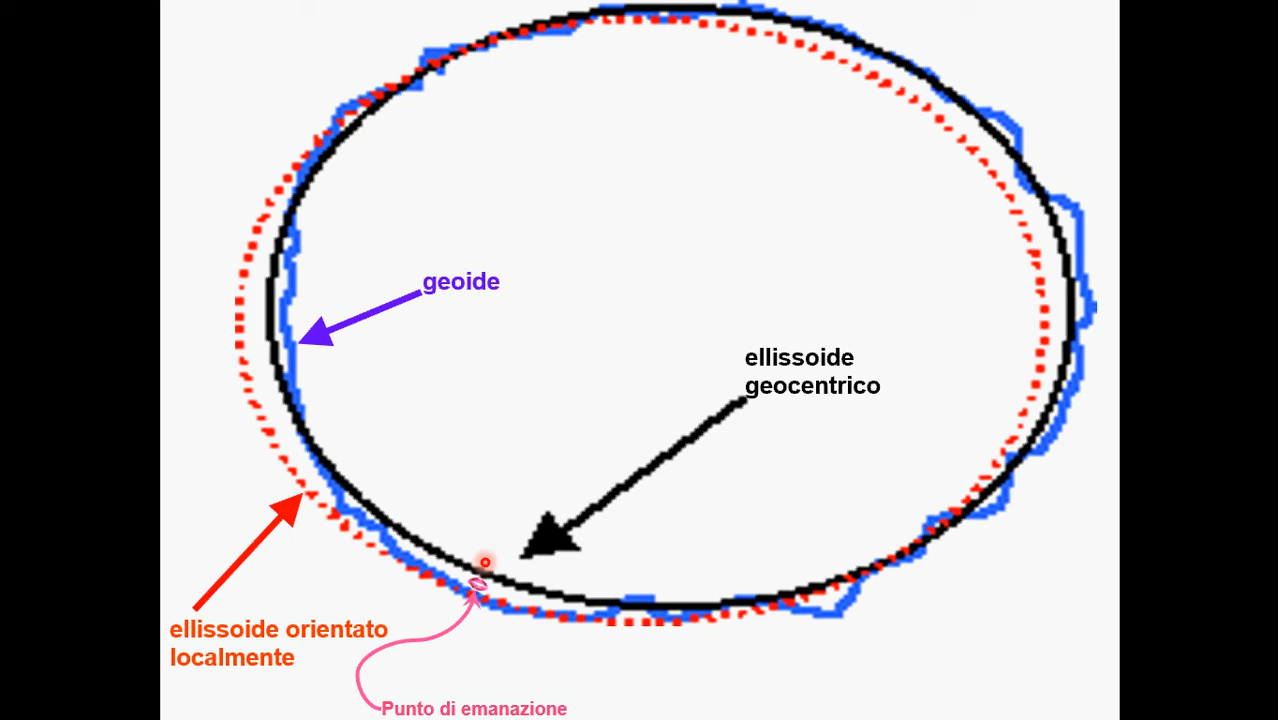 geoide
ellissoide
geocentrico
ellissoide orientato
localmente
Punto di emanazione